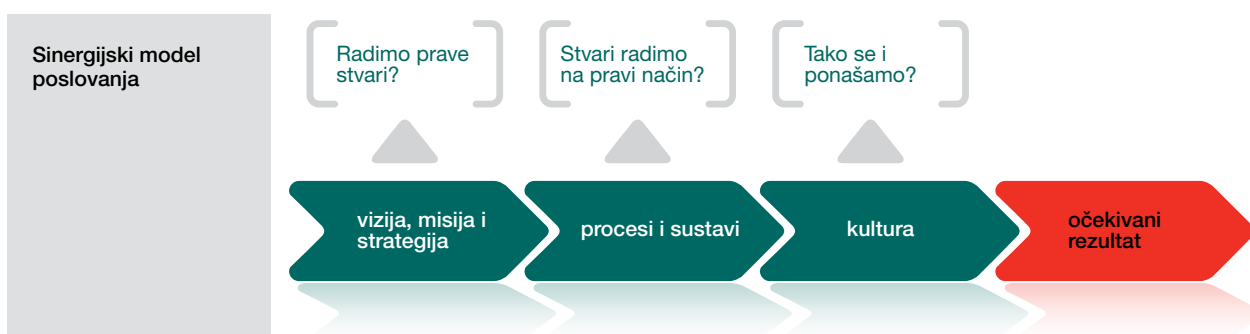 Sinergijski model
poslovanja
Radimo prave
stvari?
Stvari radimo
na pravi način?
Tako se i
ponašamo?
vizija, misija i
strategija
procesi i sustavi
kultura
očekivani
rezultat